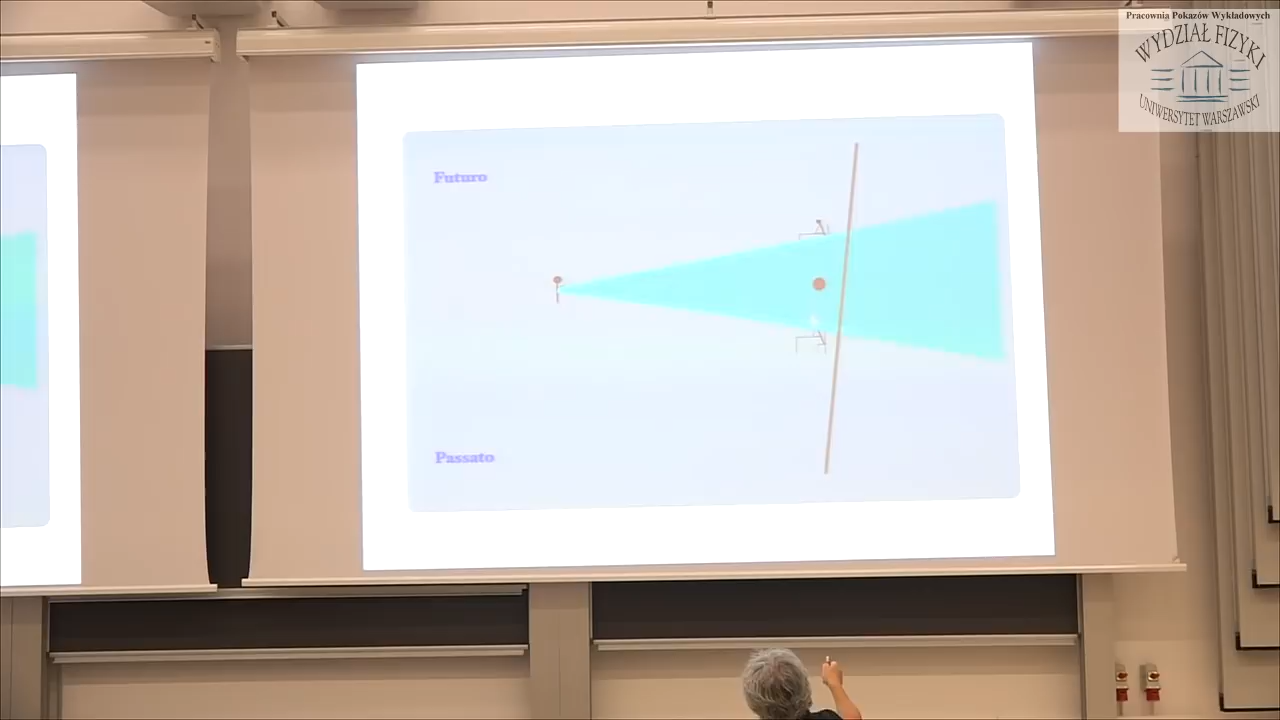 Pracownia Pokazów Wykładowych
WYDZIAŁ FIZYKI
UNIWERSYTET WARSZAWSKI
Futuro
Passato